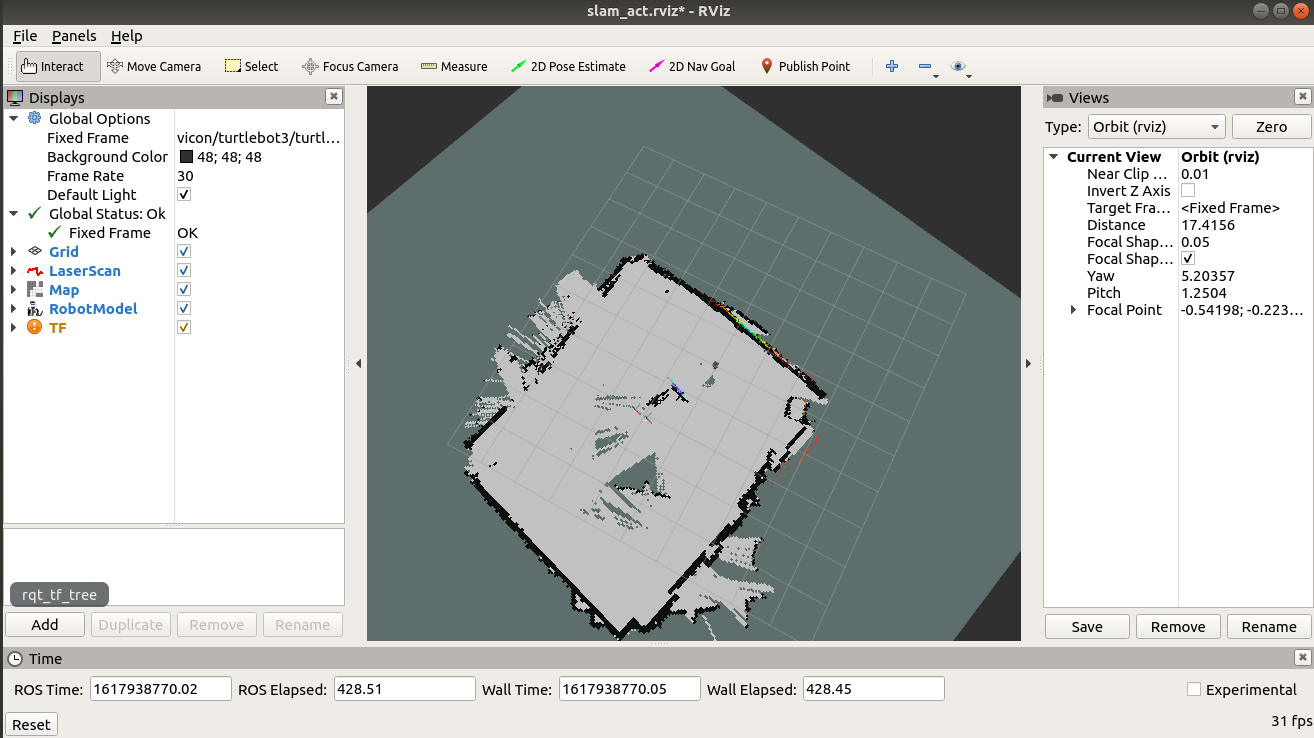 slam_act.rviz* - RViz
File Panels Help
Interact Move Camera Select Focus Camera Measure 2D Pose Estimate 2D Nav Goal Publish Point
Displays
Global Options
Fixed Frame vicon/turtlebot3/turtl...
Background Color 48; 48; 48
Frame Rate 30
Default Light
Global Status: Ok
Fixed Frame OK
Grid
LaserScan
Map
RobotModel
TF
rqt_tf_tree
Add Duplicate Remove Rename
Views
Type: Orbit (rviz) Zero
Current View Orbit (rviz)
Near Clip ... 0.01
Invert Z Axis
Target Fra... <Fixed Frame>
Distance 17.4156
Focal Shap... 0.05
Focal Shap...
Yaw 5.20357
Pitch 1.2504
Focal Point -0.54198; -0.223...
Save Remove Rename
Time
ROS Time: 1617938770.02 ROS Elapsed: 428.51 Wall Time: 1617938770.05 Wall Elapsed: 428.45 Experimental
Reset 31 fps